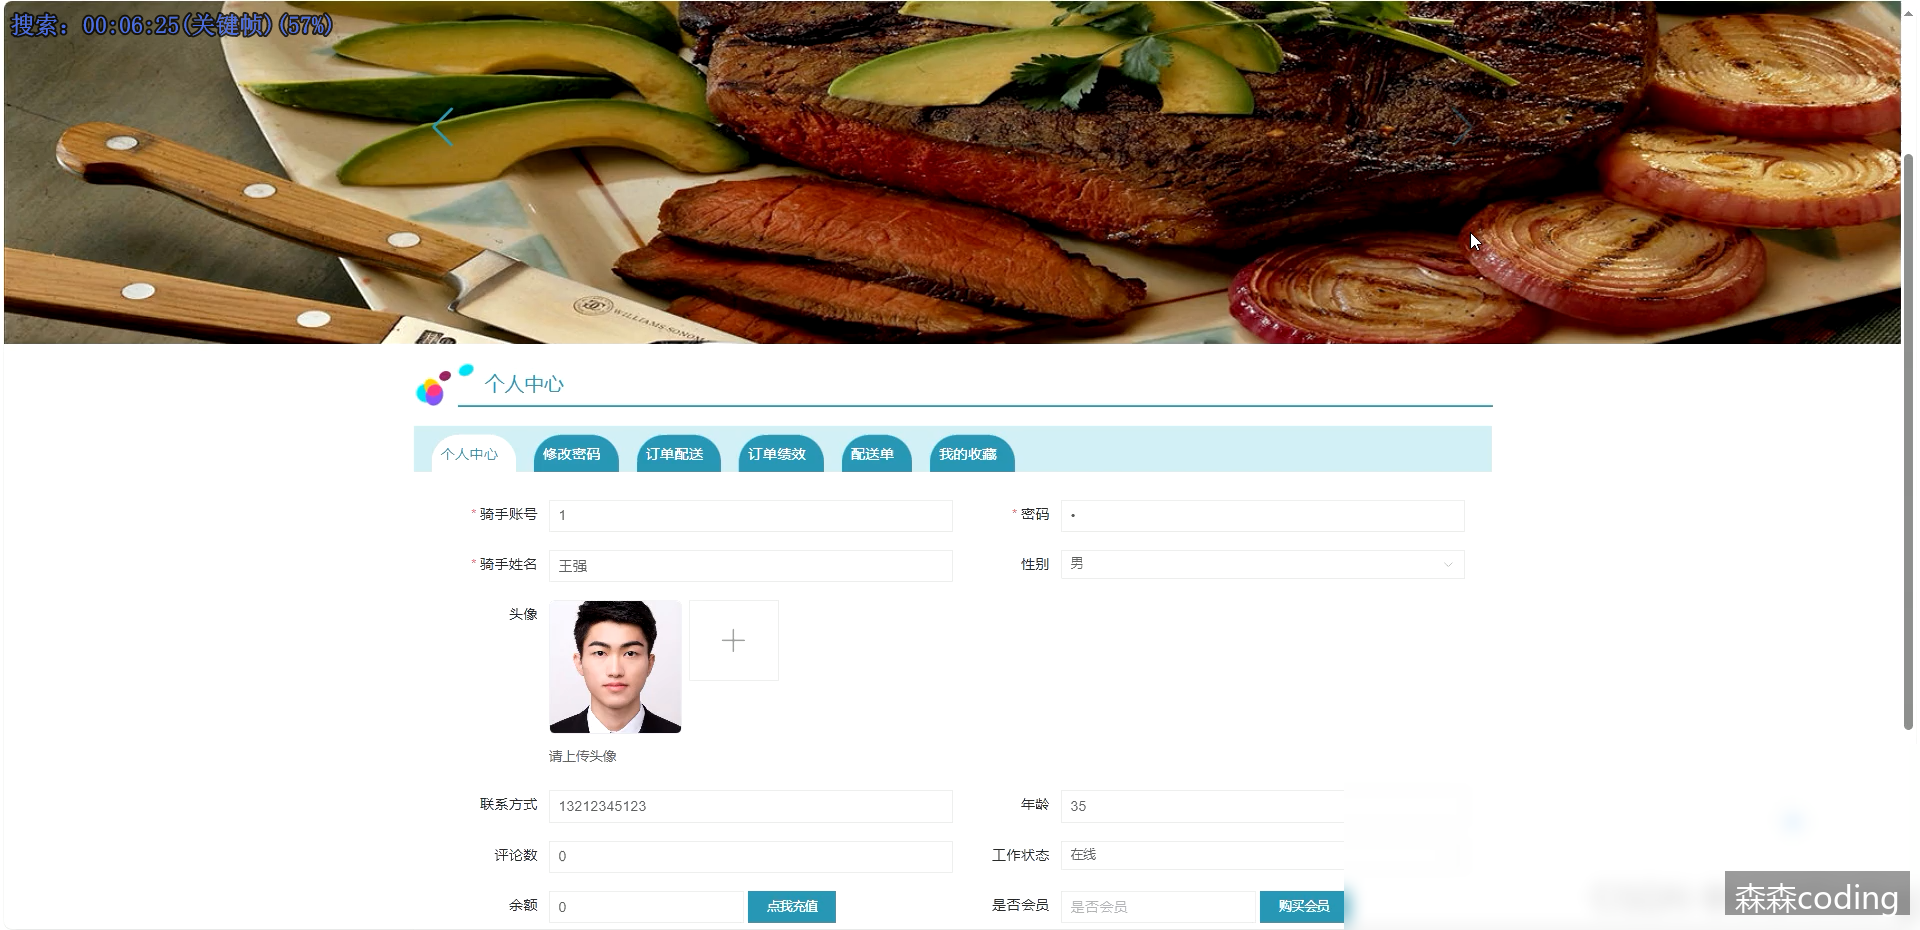 搜索: 00:06:25(关键帧)(57%)
WILLIAMS-SONOMA
个人中心
个人中心 修改密码 订单配送 订单绩效 配送单 我的收藏
* 骑手账号 1 * 密码 •
* 骑手姓名 王强 性别 男
头像
请上传头像
联系方式 13212345123 年龄 35
评论数 0 工作状态 在线
余额 0 点我充值 是否会员 是否会员 购买会员
森森coding